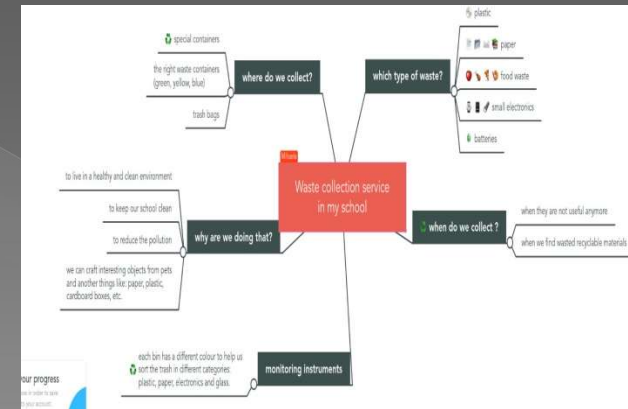 special containers
the right waste containers
(green, yellow, blue)
trash bags
where do we collect?
which type of waste?
plastic
paper
food waste
small electronics
batteries
Waste collection service
in my school
to live in a healthy and clean environment
to keep our school clean
to reduce the pollution
we can craft interesting objects from pets
and another things like: paper, plastic,
cardboard boxes, etc.
why are we doing that?
when do we collect ?
when they are not useful anymore
when we find wasted recyclable materials
each bin has a different colour to help us
sort the trash in different categories:
plastic, paper, electronics and glass.
monitoring instruments
our progress